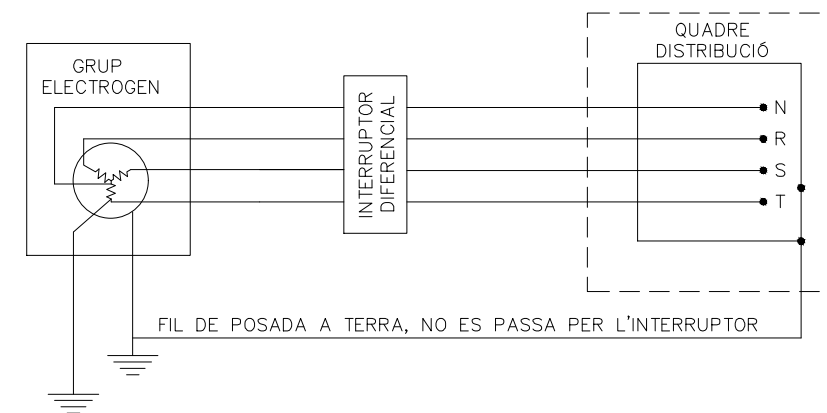 QUADRE
DISTRIBUCIÓ
GRUP
ELECTROGEN
INTERRUPTOR
DIFERENCIAL
N
R
S
T
FIL DE POSADA A TERRA, NO ES PASSA PER L'INTERRUPTOR